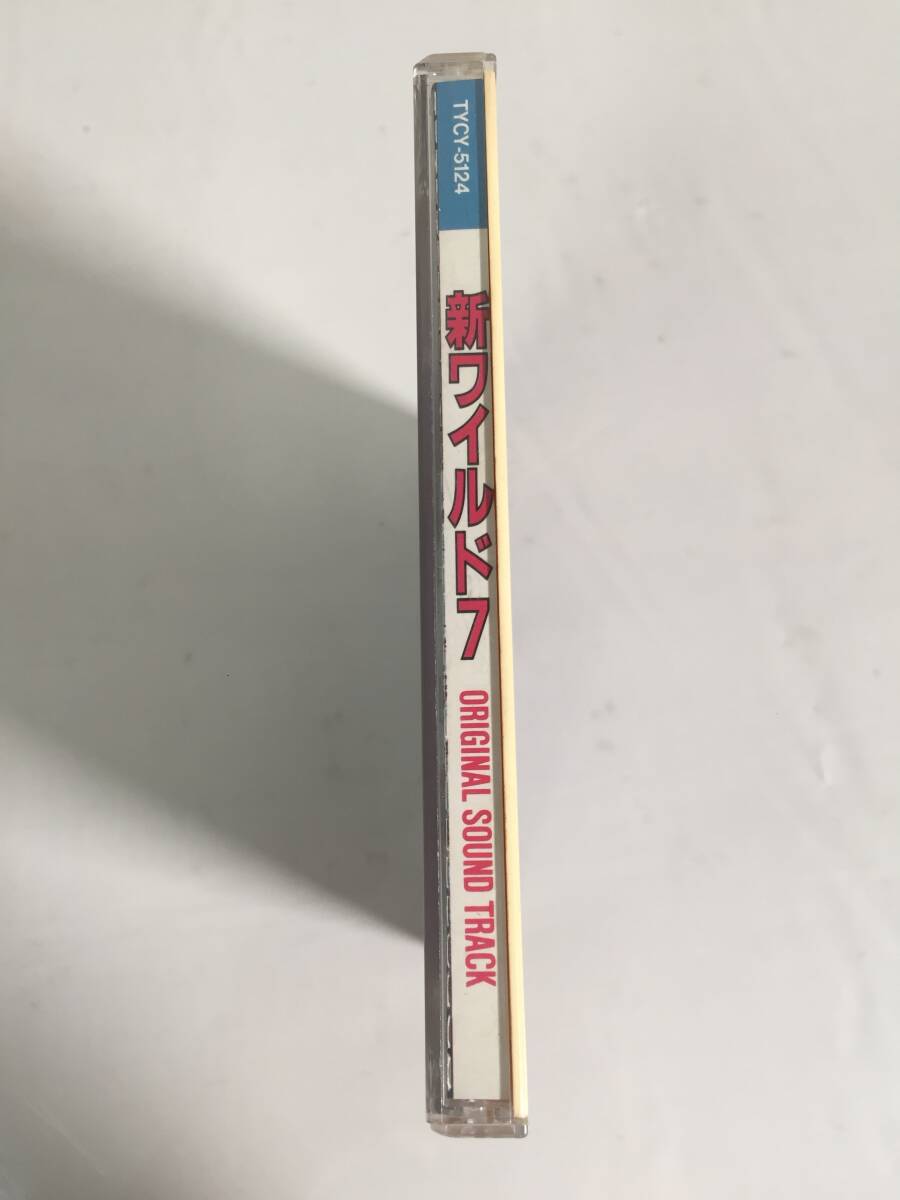 TYCY-5124
新ワイルド7
ORIGINAL SOUND TRACK